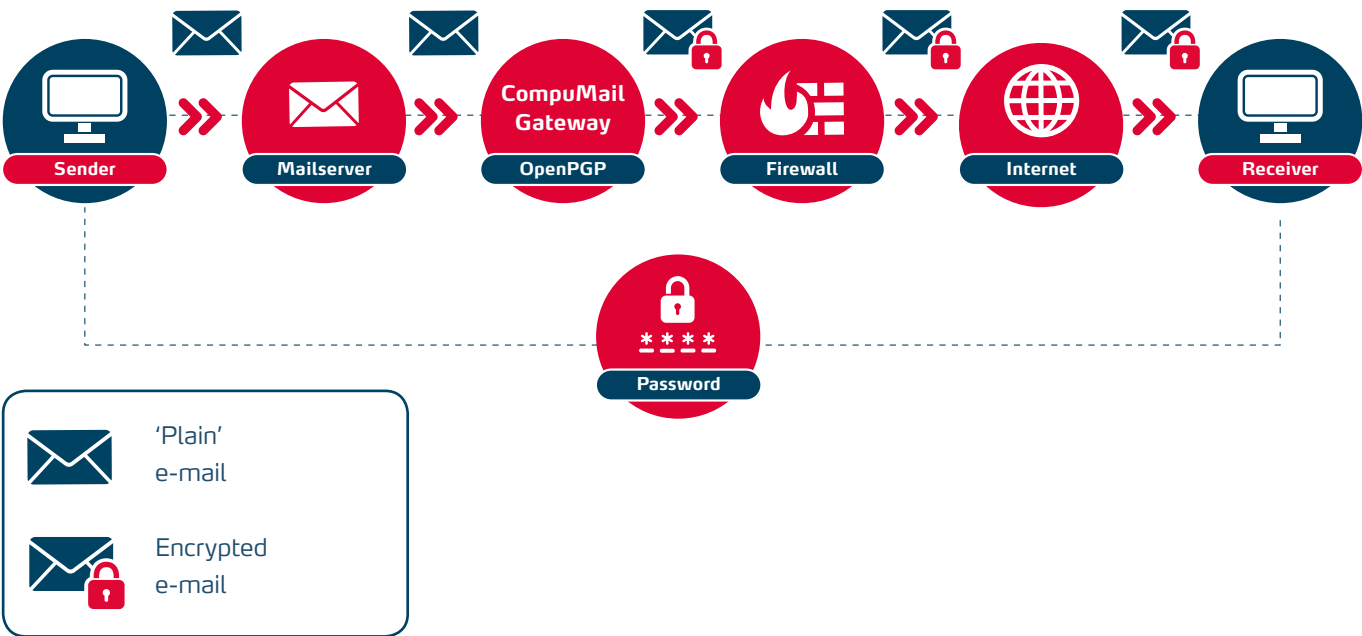 CompuMail
Gateway
Sender
Mailserver
OpenPGP
Firewall
Internet
Receiver
* * * *
Password
‘Plain’
e-mail
Encrypted
e-mail